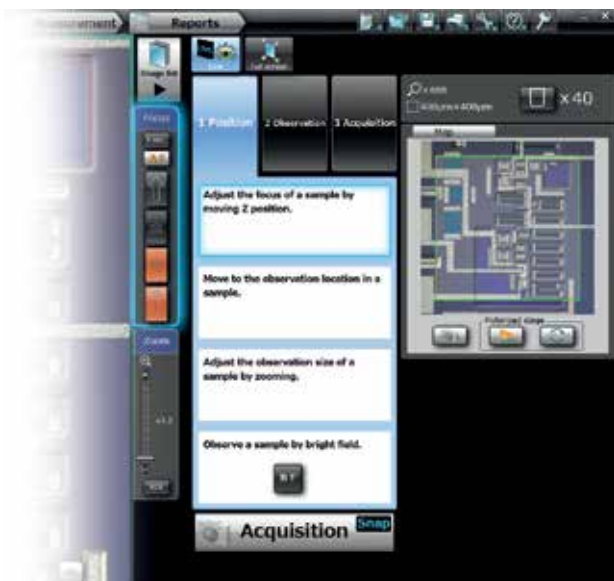 Reports
Focus
1 Position
2 Observation
3 Acquisition
Adjust the focus of a sample by
moving Z position.
Move to the observation location in a
sample.
Adjust the observation size of a
sample by zooming.
Observe a sample by bright field.
Zoom
Acquisition Snap
x 40
Map